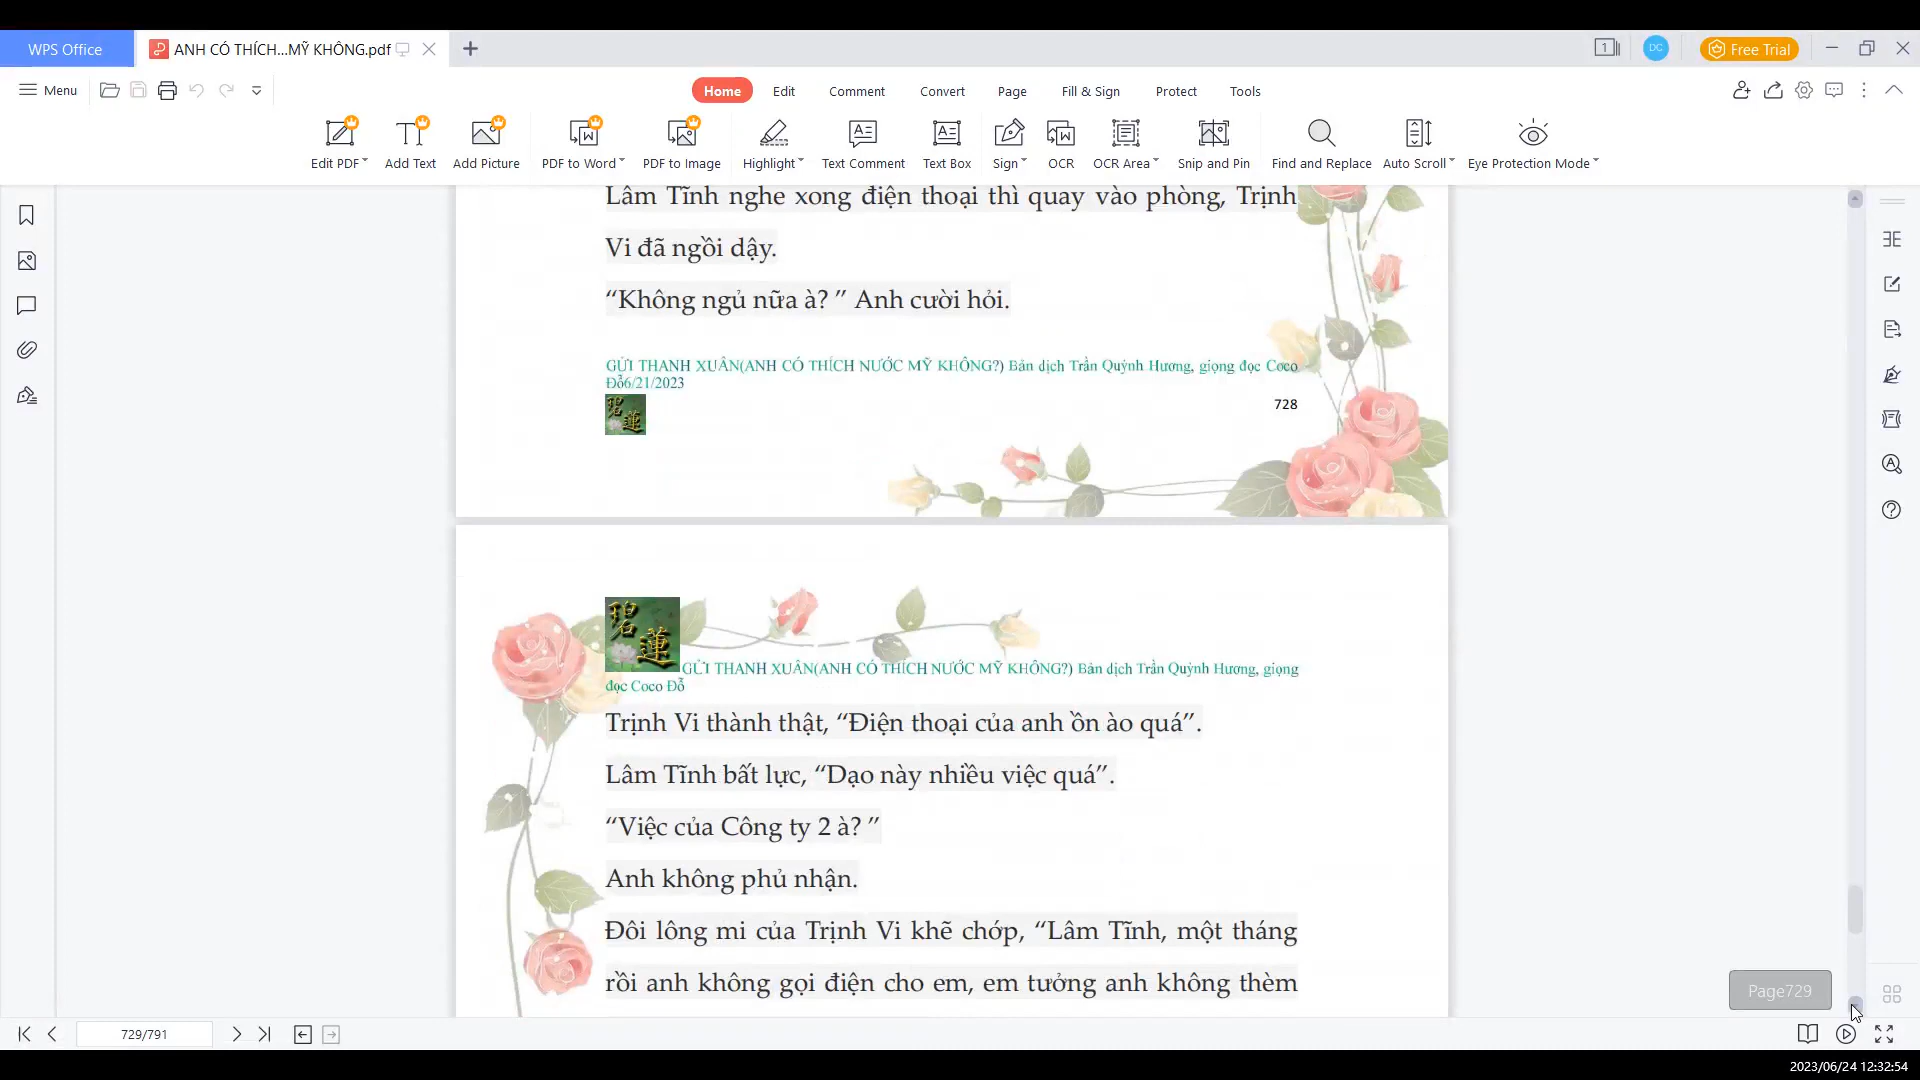 WPS Office
ANH CÓ THÍCH...MỸ KHÔNG.pdf
1
DC
Free Trial
Menu
Home
Edit
Comment
Convert
Page
Fill & Sign
Protect
Tools
Edit PDF
Add Text
Add Picture
PDF to Word
PDF to Image
Highlight
Text Comment
Text Box
Sign
OCR
OCR Area
Snip and Pin
Find and Replace
Auto Scroll
Eye Protection Mode
Lâm Tĩnh nghe xong điện thoại thì quay vào phòng, Trịnh
Vi đã ngồi dậy.
“Không ngủ nữa à? ” Anh cười hỏi.
GỬI THANH XUÂN(ANH CÓ THÍCH NƯỚC MỸ KHÔNG?) Bản dịch Trần Quỳnh Hương, giọng đọc Coco
Đỗ6/21/2023
碧蓮
728
碧蓮
GỬI THANH XUÂN(ANH CÓ THÍCH NƯỚC MỸ KHÔNG?) Bản dịch Trần Quỳnh Hương, giọng
đọc Coco Đỗ
Trịnh Vi thành thật, “Điện thoại của anh ồn ào quá”.
Lâm Tĩnh bất lực, “Dạo này nhiều việc quá”.
“Việc của Công ty 2 à? ”
Anh không phủ nhận.
Đôi lông mi của Trịnh Vi khẽ chớp, “Lâm Tĩnh, một tháng
rồi anh không gọi điện cho em, em tưởng anh không thèm
Page729
729/791
2023/06/24 12:32:54